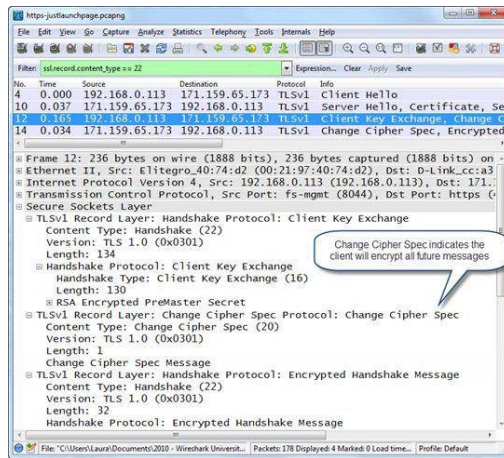 https-justlaunchpage.pcapng
File Edit View Go Capture Analyze Statistics Telephony Tools Internals Help
Filter: ssl.record.content_type == 22 Expression... Clear Apply Save
No. Time Source Destination Protocol Info
4 0.000 192.168.0.113 171.159.65.173 TLSv1 Client Hello
10 0.037 171.159.65.173 192.168.0.113 TLSv1 Server Hello, Certificate, Se
12 0.165 192.168.0.113 171.159.65.173 TLSv1 Client Key Exchange, Change C
14 0.034 171.159.65.173 192.168.0.113 TLSv1 Change Cipher Spec, Encrypted
Frame 12: 236 bytes on wire (1888 bits), 236 bytes captured (1888 bits) on
Ethernet II, Src: Elitegro_40:74:d2 (00:21:97:40:74:d2), Dst: D-Link_cc:a3
Internet Protocol Version 4, Src: 192.168.0.113 (192.168.0.113), Dst: 171.
Transmission Control Protocol, Src Port: fs-mgmt (8044), Dst Port: https (4
Secure Sockets Layer
TLSv1 Record Layer: Handshake Protocol: Client Key Exchange
Content Type: Handshake (22)
Version: TLS 1.0 (0x0301)
Length: 134
Handshake Protocol: Client Key Exchange
Handshake Type: Client Key Exchange (16)
Length: 130
RSA Encrypted PreMaster Secret
Change Cipher Spec indicates the
client will encrypt all future messages
TLSv1 Record Layer: Change Cipher Spec Protocol: Change Cipher Spec
Content Type: Change Cipher Spec (20)
Version: TLS 1.0 (0x0301)
Length: 1
Change Cipher Spec Message
TLSv1 Record Layer: Handshake Protocol: Encrypted Handshake Message
Content Type: Handshake (22)
Version: TLS 1.0 (0x0301)
Length: 32
Handshake Protocol: Encrypted Handshake Message
File: "C:\Users\Laura\Documents\2010 - Wireshark Universit... Packets: 178 Displayed: 4 Marked: 0 Load time... Profile: Default